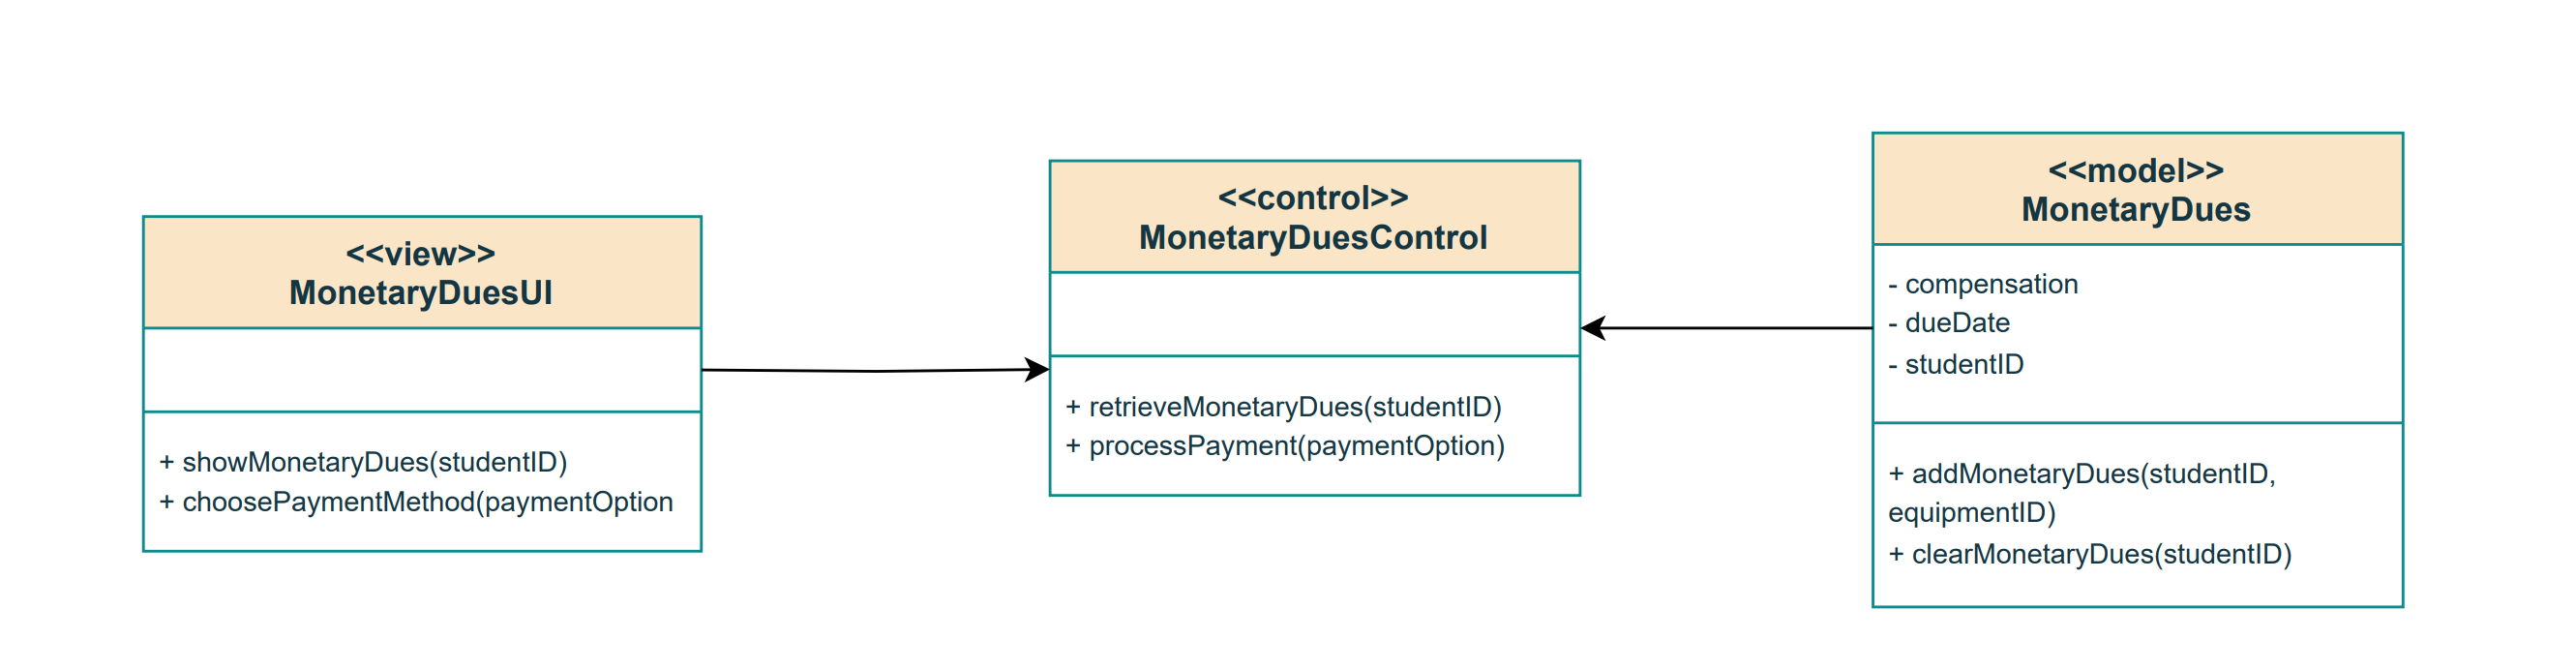 <<view>>
MonetaryDuesUI
+ showMonetaryDues(studentID)
+ choosePaymentMethod(paymentOption
<<control>>
MonetaryDuesControl
+ retrieveMonetaryDues(studentID)
+ processPayment(paymentOption)
<<model>>
MonetaryDues
- compensation
- dueDate
- studentID
+ addMonetaryDues(studentID,
equipmentID)
+ clearMonetaryDues(studentID)